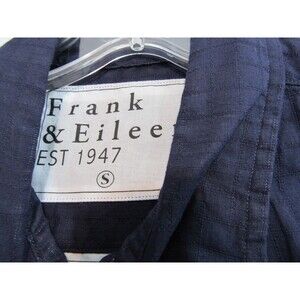 Frank
& Eilee
EST 1947
S